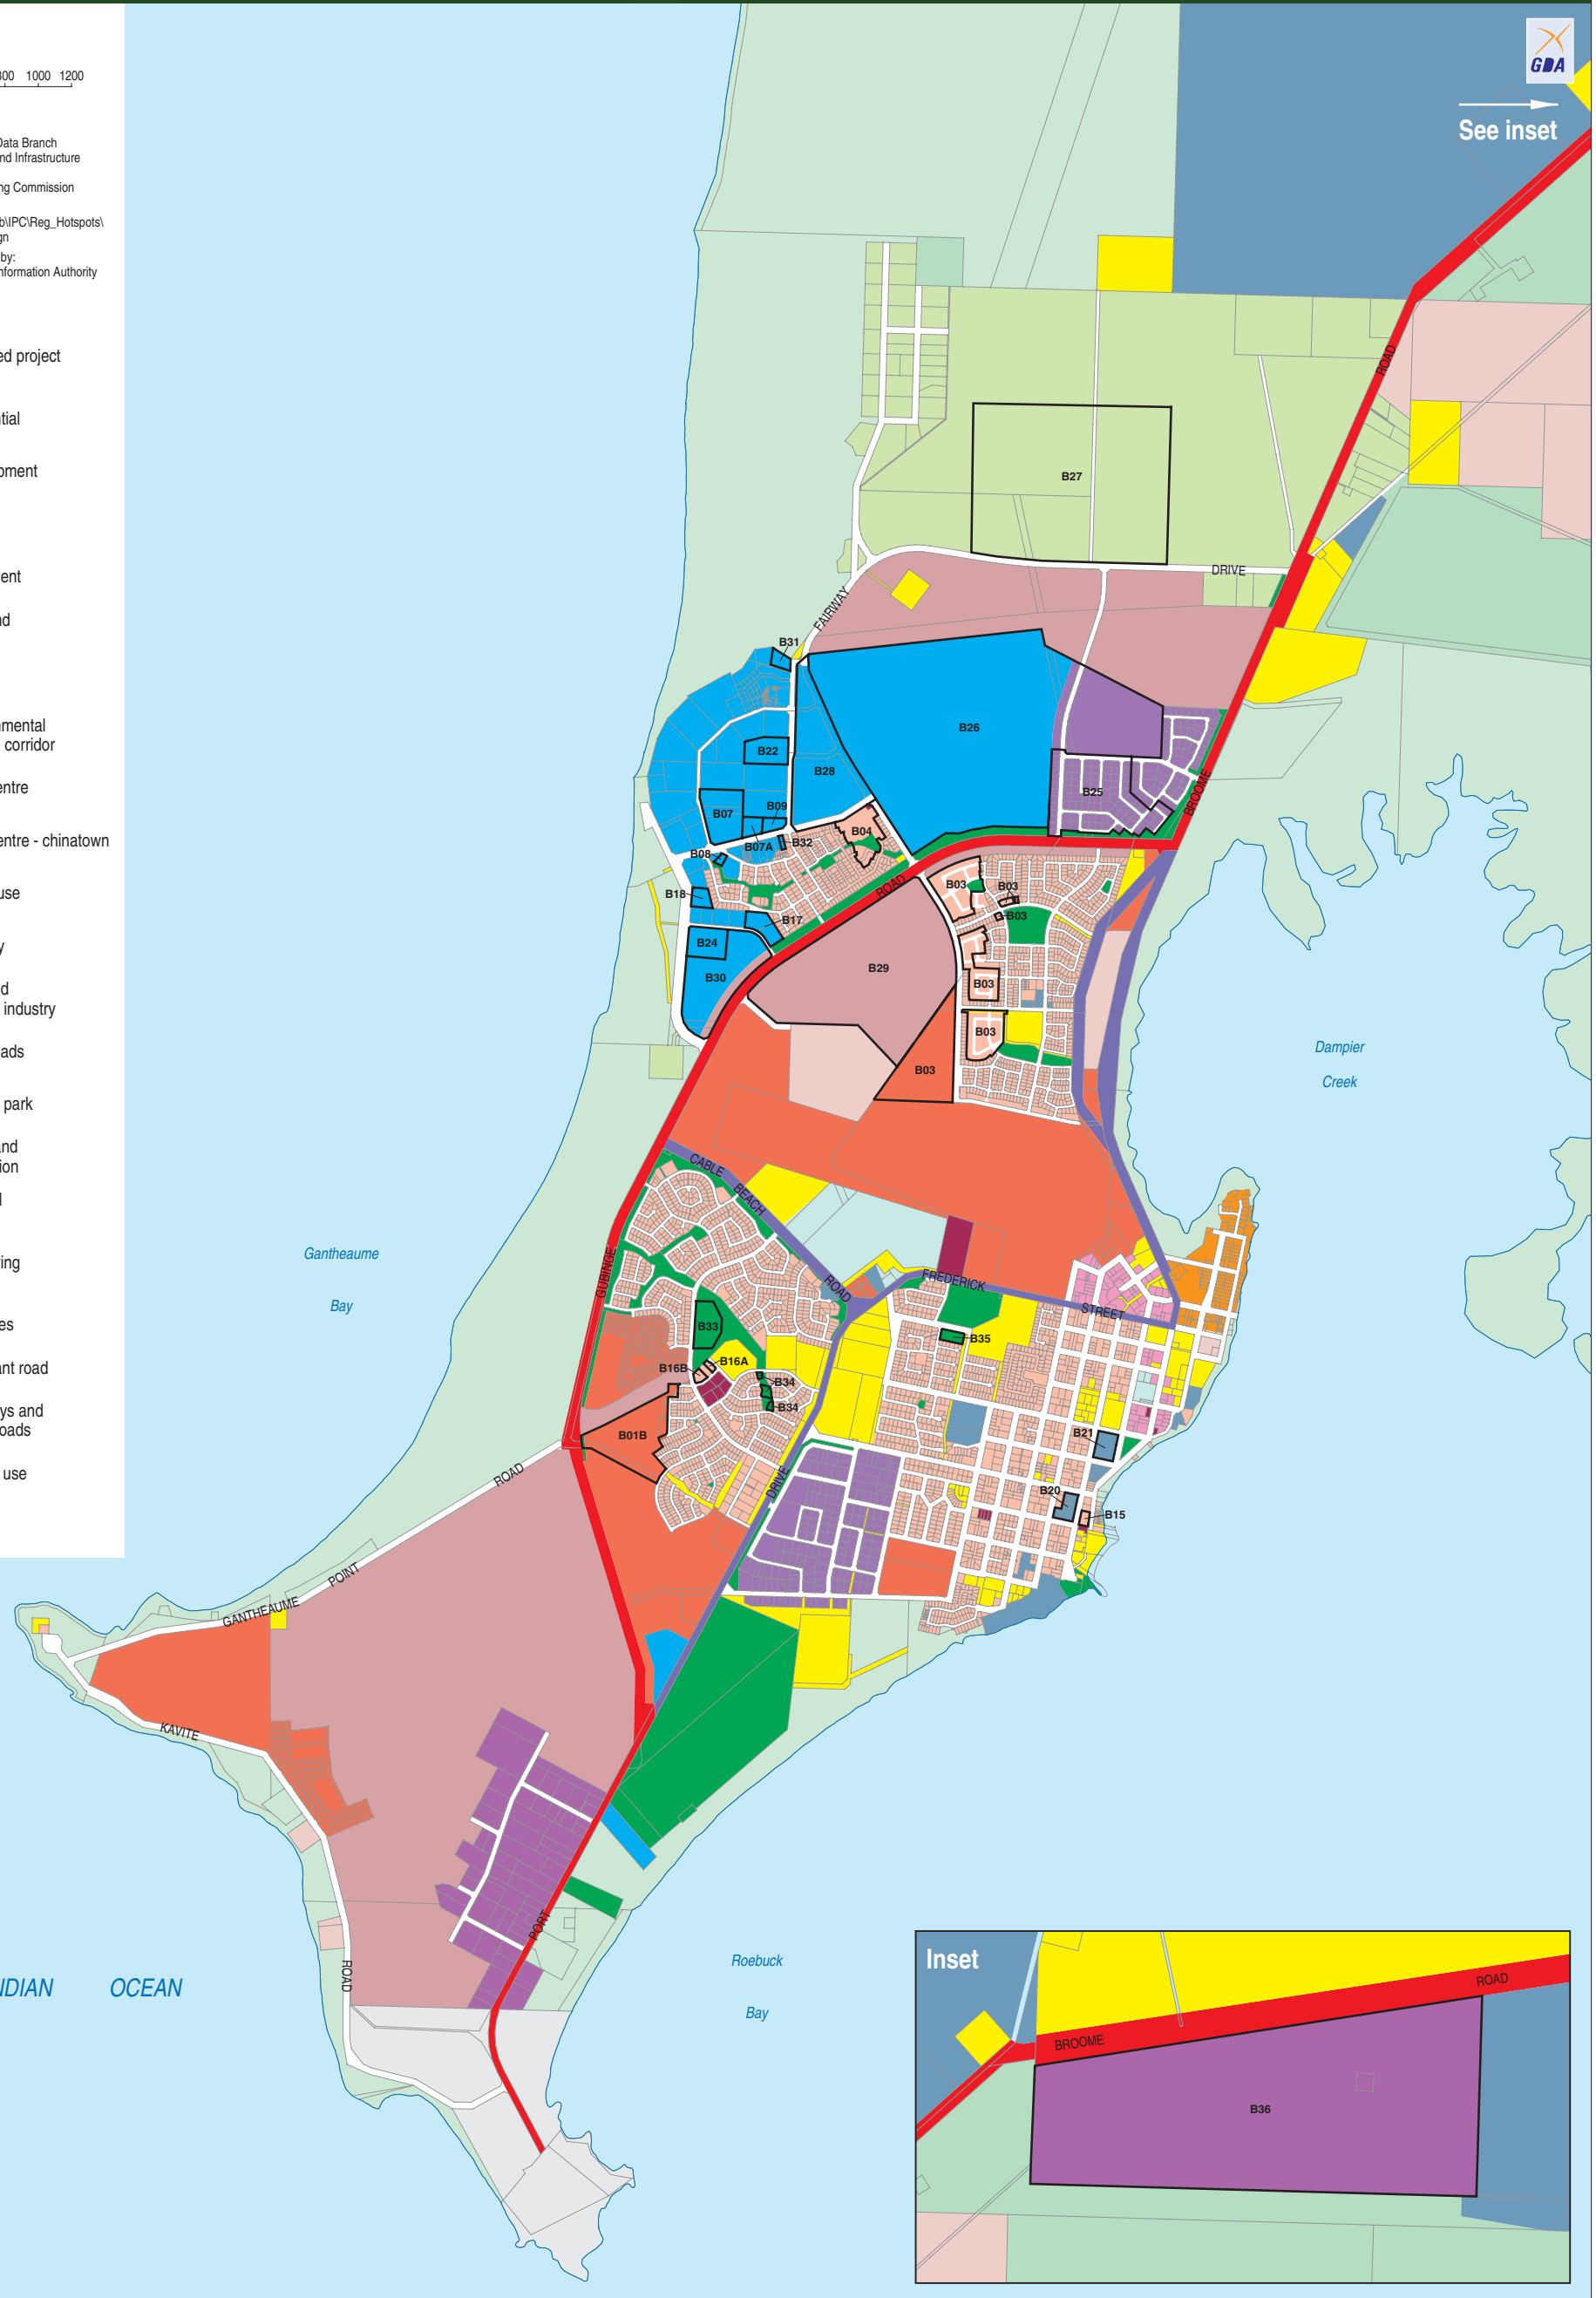 1000 1200
Data Branch
nd Infrastructure
ng Commission
b\IPC\Reg_Hotspots\
gn
by:
nformation Authority
ed project
tial
pment
ent
nd
nmental
corridor
entre
entre - chinatown
use
y
d
industry
ads
park
and
ion
l
ing
es
ant road
ys and
oads
use
GDA
See inset
ROAD
B27
DRIVE
FAIRWAY
B31
B26
B22
B28
B25
BROOME
B07
B09
B04
B07A
B32
B08
ROAD
B03
B03
B03
B18
B17
B24
B29
B30
B03
B03
B03
Dampier
Creek
CABLE
BEACH
ROAD
Gantheaume
Bay
GUBINGE
FREDERICK
STREET
B33
B35
B16A
B16B
B34
B34
B01B
B21
DRIVE
ROAD
B20
B15
POINT
GANTHEAUME
KAVITE
ROAD
PORT
Roebuck
Bay
NDIAN OCEAN
Inset
ROAD
BROOME
B36